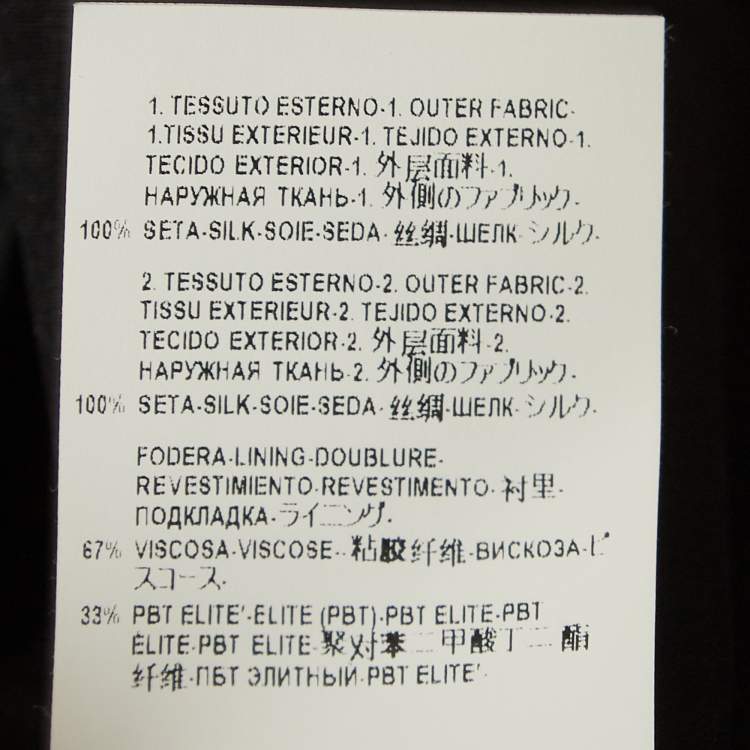 1. TESSUTO ESTERNO-1. OUTER FABRIC-
1.TISSU EXTERIEUR-1. TEJIDO EXTERNO-1.
TECIDO EXTERIOR-1. 外层面料-1.
НАРУЖНАЯ ТКАНЬ-1. 外側のファブリック-
100% SETA-SILK-SOIE-SEDA-丝绸-ШЕЛК-シルク-
2. TESSUTO ESTERNO-2. OUTER FABRIC-2.
TISSU EXTERIEUR-2. TEJIDO EXTERNO-2.
TECIDO EXTERIOR-2. 外层面料-2.
НАРУЖНАЯ ТКАНЬ-2. 外側のファブリック-
100% SETA-SILK-SOIE-SEDA-丝绸-ШЕЛК-シルク-
FODERA-LINING-DOUBLURE-
REVESTIMIENTO-REVESTIMENTO-衬里-
ПОДКЛАДКА-ライニング-
67% VISCOSA-VISCOSE--粘胶纤维-ВИСКОЗА-ビ
スコース-
33% PBT ELITE'-ELITE (PBT)-PBT ELITE-PBT
ELITE-PBT ELITE-聚对苯二甲酸丁二酯
纤维-ПБТ ЭЛИТНЫЙ-PBT ELITE'-